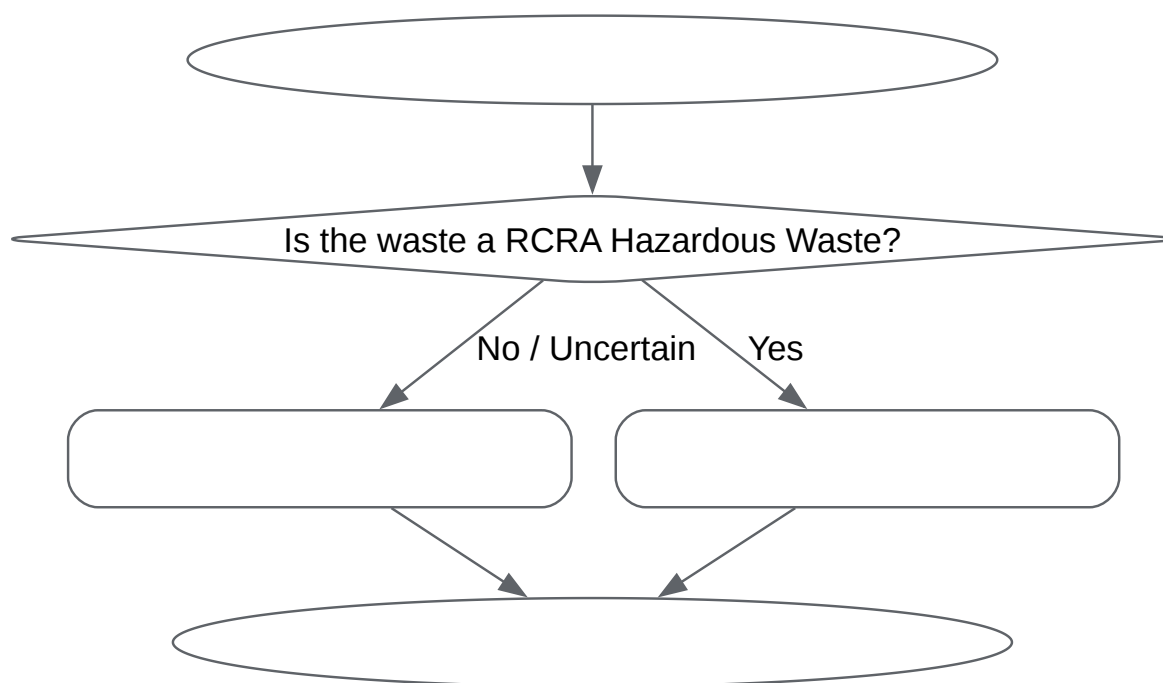 Is the waste a RCRA Hazardous Waste?
No / Uncertain
Yes